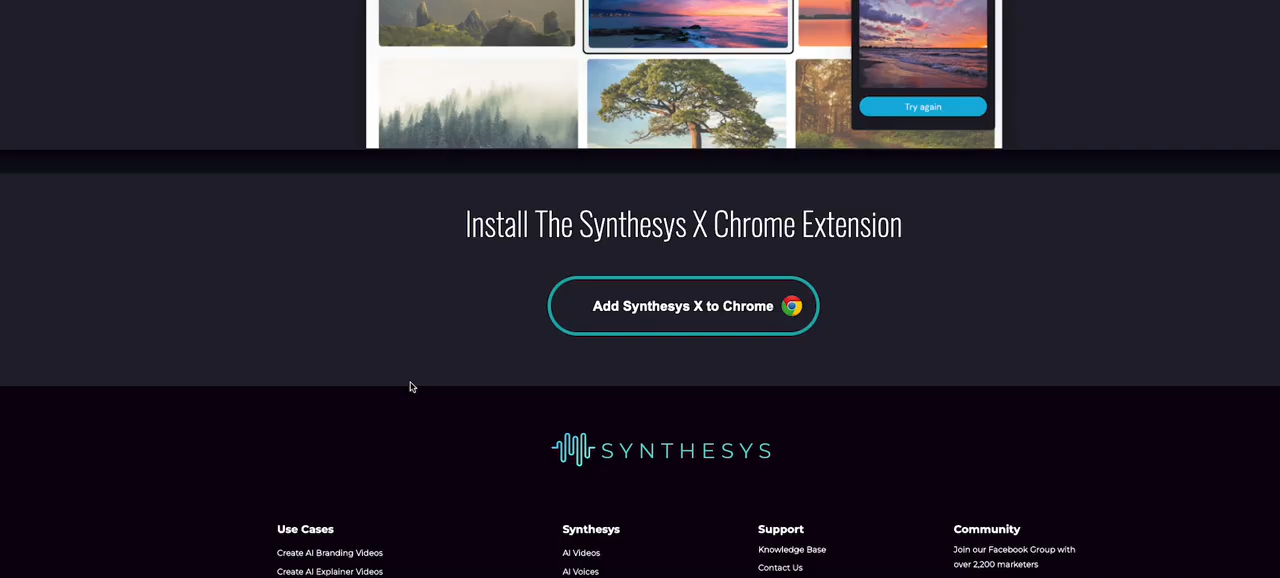 Try again
Install The Synthesys X Chrome Extension
Add Synthesys X to Chrome
SYNTHESYS
Use Cases
Create AI Branding Videos
Create AI Explainer Videos
Synthesys
AI Videos
AI Voices
Support
Knowledge Base
Contact Us
Community
Join our Facebook Group with
over 2,200 marketers